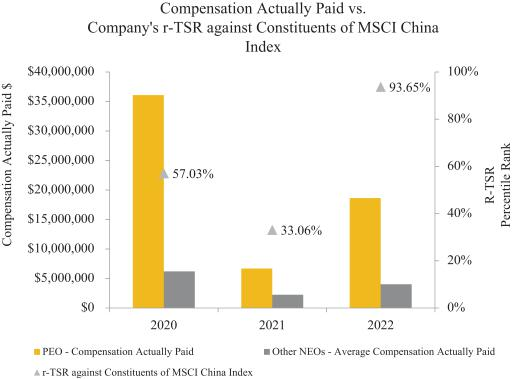 Compensation Actually Paid vs.
Company's r-TSR against Constituents of MSCI China
Index
Compensation Actually Paid $
$40,000,000
$35,000,000
$30,000,000
$25,000,000
$20,000,000
$15,000,000
$10,000,000
$5,000,000
$0
57.03%
33.06%
93.65%
100%
80%
60%
40%
20%
0%
R-TSR
Percentile Rank
2020 2021 2022
PEO - Compensation Actually Paid
Other NEOs - Average Compensation Actually Paid
r-TSR against Constituents of MSCI China Index